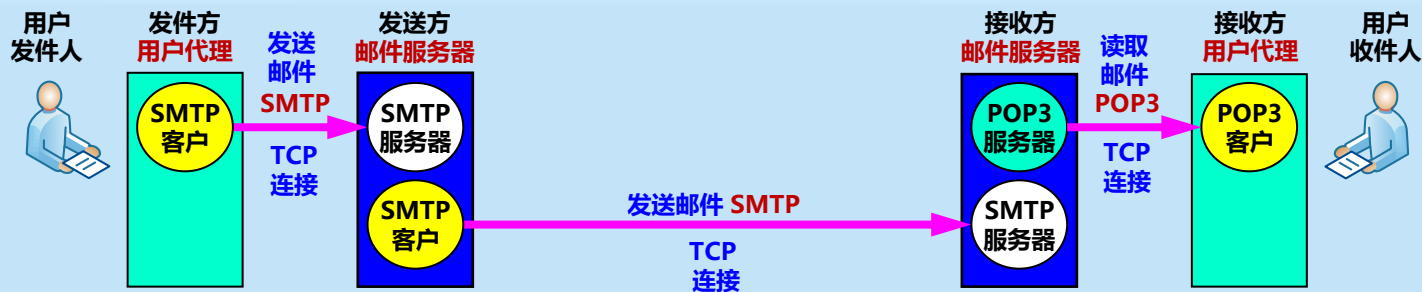 用户
发件人
发件方
用户代理
发送
邮件
SMTP
TCP
连接
SMTP
客户
发送方
邮件服务器
SMTP
服务器
SMTP
客户
发送邮件 SMTP
TCP
连接
接收方
邮件服务器
POP3
服务器
SMTP
服务器
读取
邮件
POP3
TCP
连接
接收方
用户代理
POP3
客户
用户
收件人